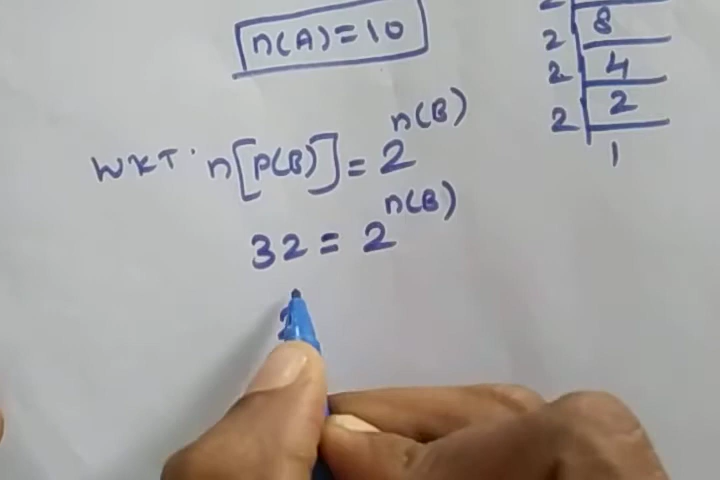 n(A)=10
2 8
2 4
2 2
1
WKT. n[P(B)] = 2^n(B)
32 = 2^n(B)